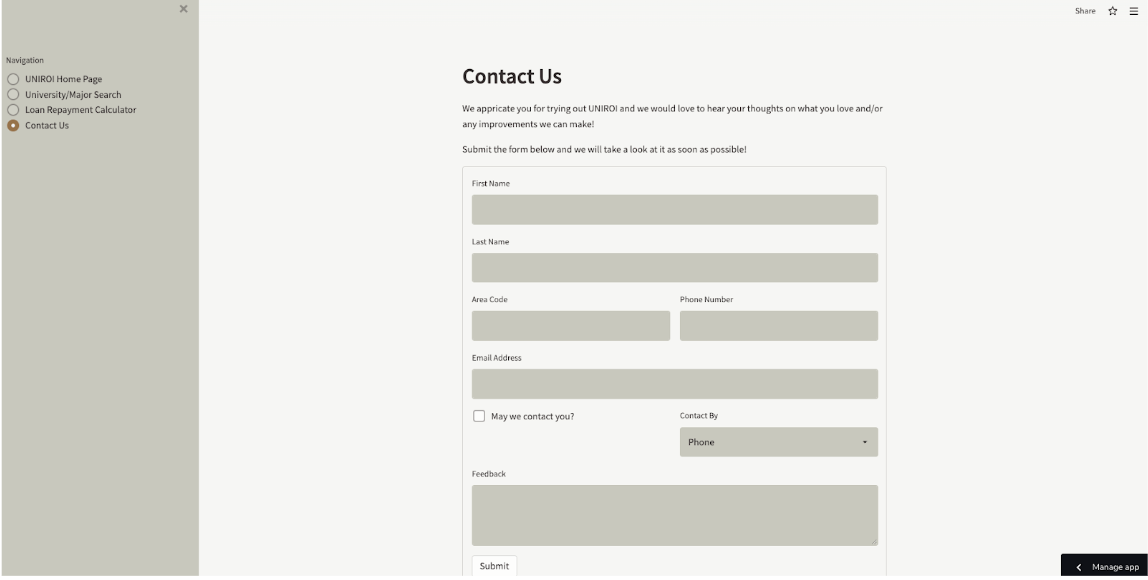 Share
Navigation
UNIROI Home Page
University/Major Search
Loan Repayment Calculator
Contact Us
Contact Us
We appricate you for trying out UNIROI and we would love to hear your thoughts on what you love and/or
any improvements we can make!
Submit the form below and we will take a look at it as soon as possible!
First Name
Last Name
Area Code
Phone Number
Email Address
May we contact you?
Contact By
Phone
Feedback
Submit
Manage app